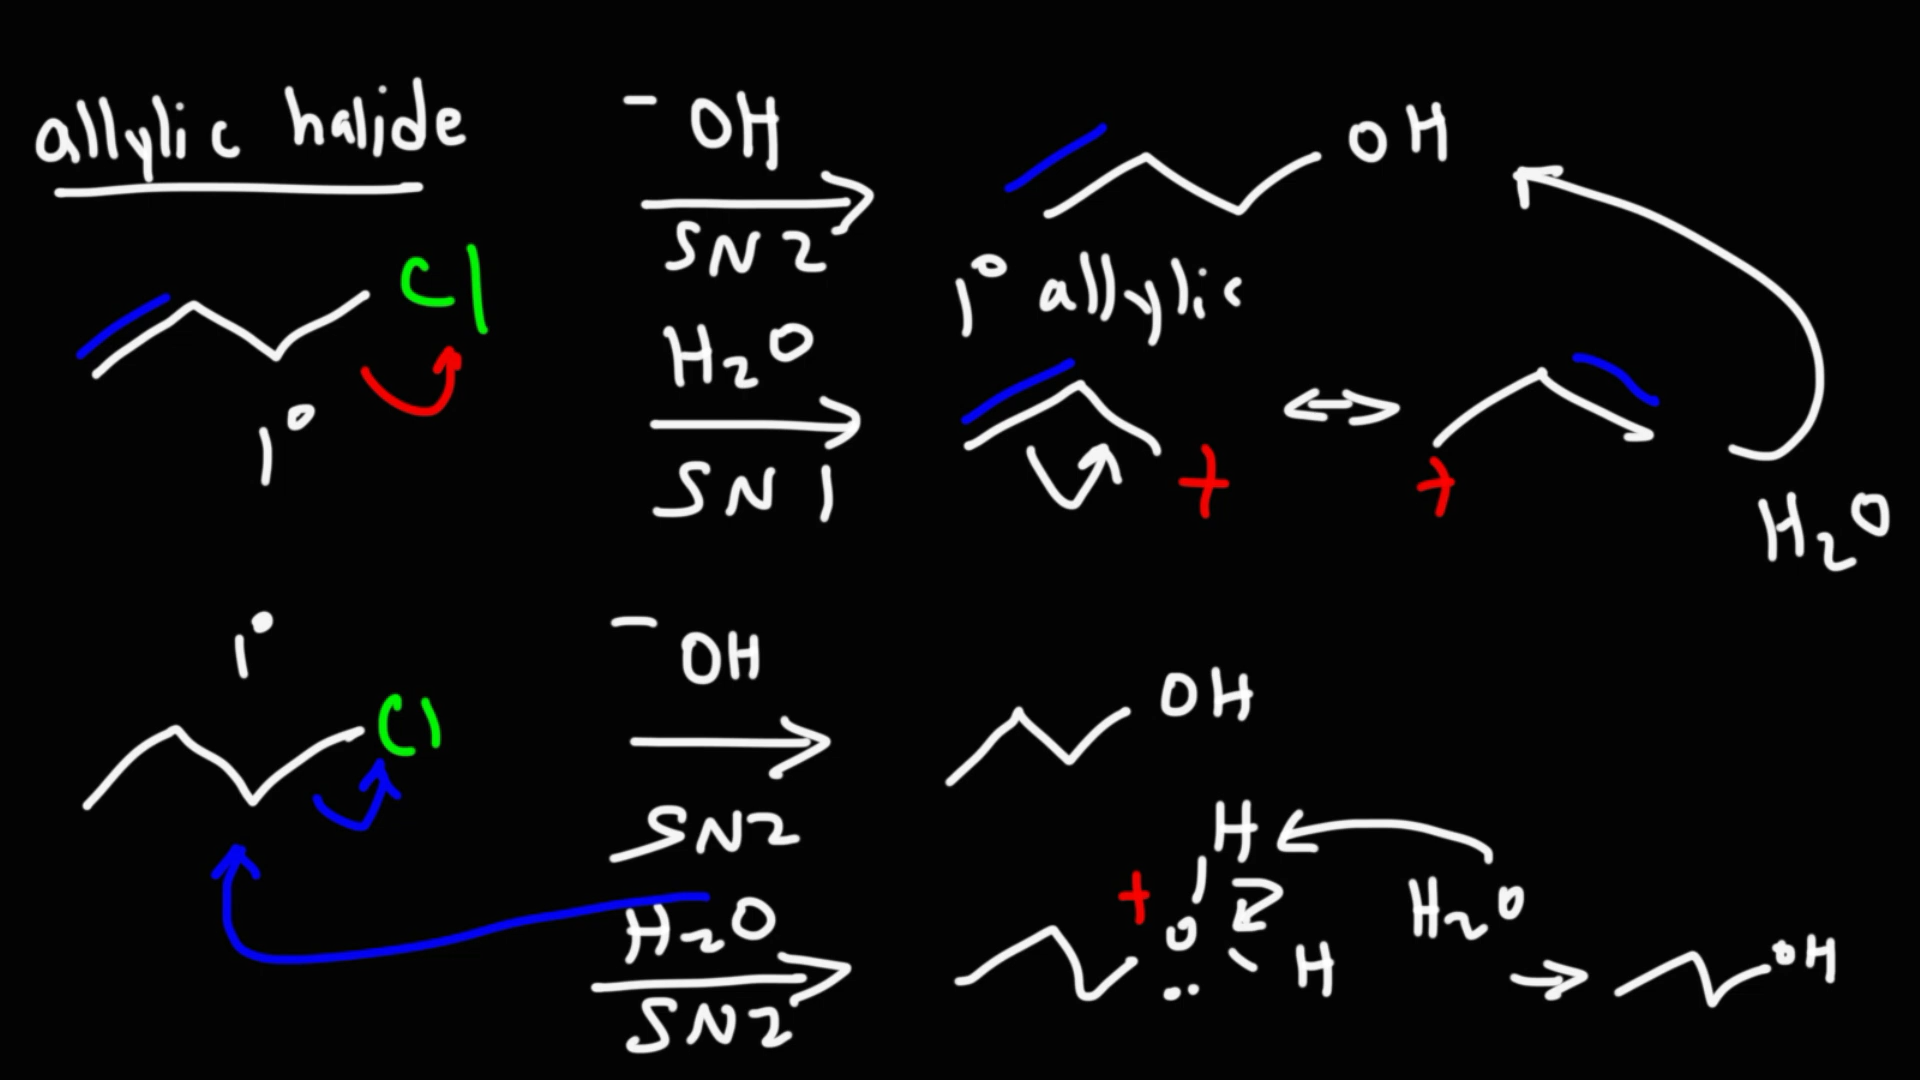 allylic halide
⁻OH
SN2
OH
Cl
1° allylic
1°
H₂O
SN1
+
+
H₂O
1°
Cl
⁻OH
SN2
OH
H₂O
SN2
H
+
O
H
H₂O
OH